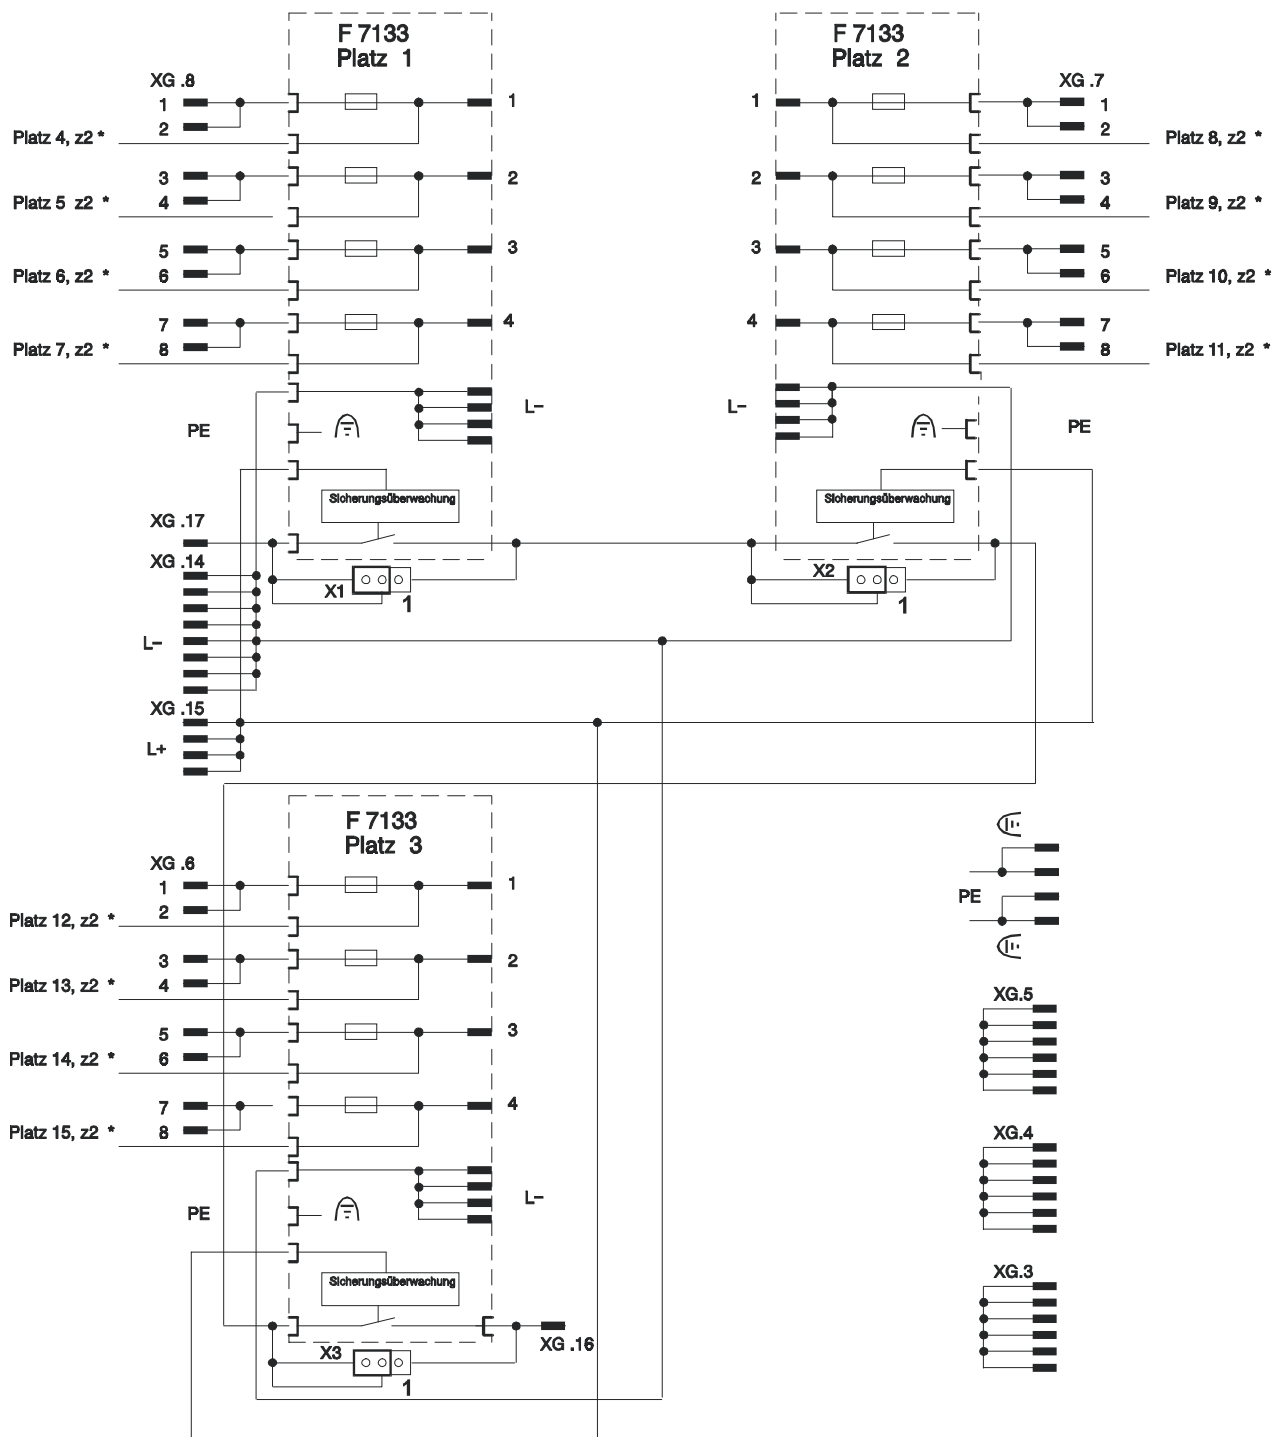 F 7133
Platz 1
XG .8
1
2
Platz 4, z2 *
3
4
Platz 5 z2 *
5
6
Platz 6, z2 *
7
8
Platz 7, z2 *
1
2
3
4
L–
PE
Sicherungsüberwachung
XG .17
X1
1
XG .14
L–
XG .15
L+
F 7133
Platz 2
1
2
3
4
XG .7
1
2
Platz 8, z2 *
3
4
Platz 9, z2 *
5
6
Platz 10, z2 *
7
8
Platz 11, z2 *
L–
PE
Sicherungsüberwachung
X2
1
F 7133
Platz 3
XG .6
1
2
Platz 12, z2 *
3
4
Platz 13, z2 *
5
6
Platz 14, z2 *
7
8
Platz 15, z2 *
1
2
3
4
L–
PE
Sicherungsüberwachung
X3
1
XG .16
PE
XG.5
XG.4
XG.3